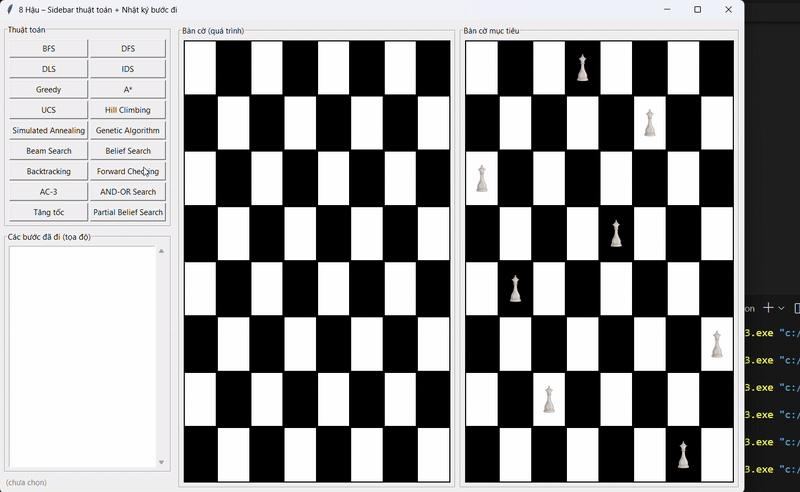 8 Hậu – Sidebar thuật toán + Nhật ký bước đi
Thuật toán
BFS DFS
DLS IDS
Greedy A*
UCS Hill Climbing
Simulated Annealing Genetic Algorithm
Beam Search Belief Search
Backtracking Forward Checking
AC-3 AND-OR Search
Tăng tốc Partial Belief Search
Các bước đã đi (tọa độ)
(chưa chọn)
Bàn cờ (quá trình)
Bàn cờ mục tiêu
on
3.exe "c:/
3.exe "c:/
3.exe "c:/
3.exe "c:/
3.exe "c:/
3.exe "c:/